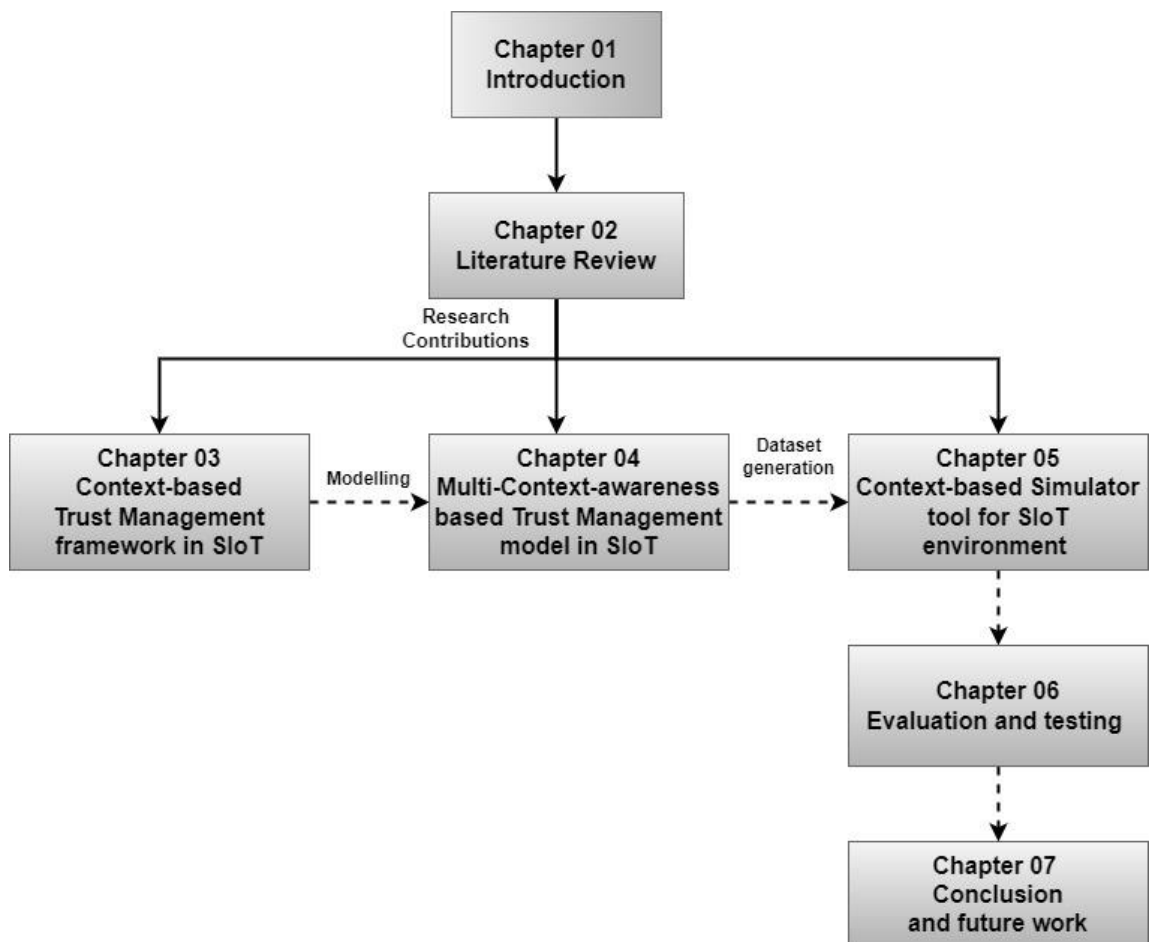 Chapter 01
Introduction
Chapter 02
Literature Review
Research
Contributions
Chapter 03
Context-based
Trust Management
framework in SIoT
Modelling
Chapter 04
Multi-Context-awareness
based Trust Management
model in SIoT
Dataset
generation
Chapter 05
Context-based Simulator
tool for SIoT
environment
Chapter 06
Evaluation and testing
Chapter 07
Conclusion
and future work